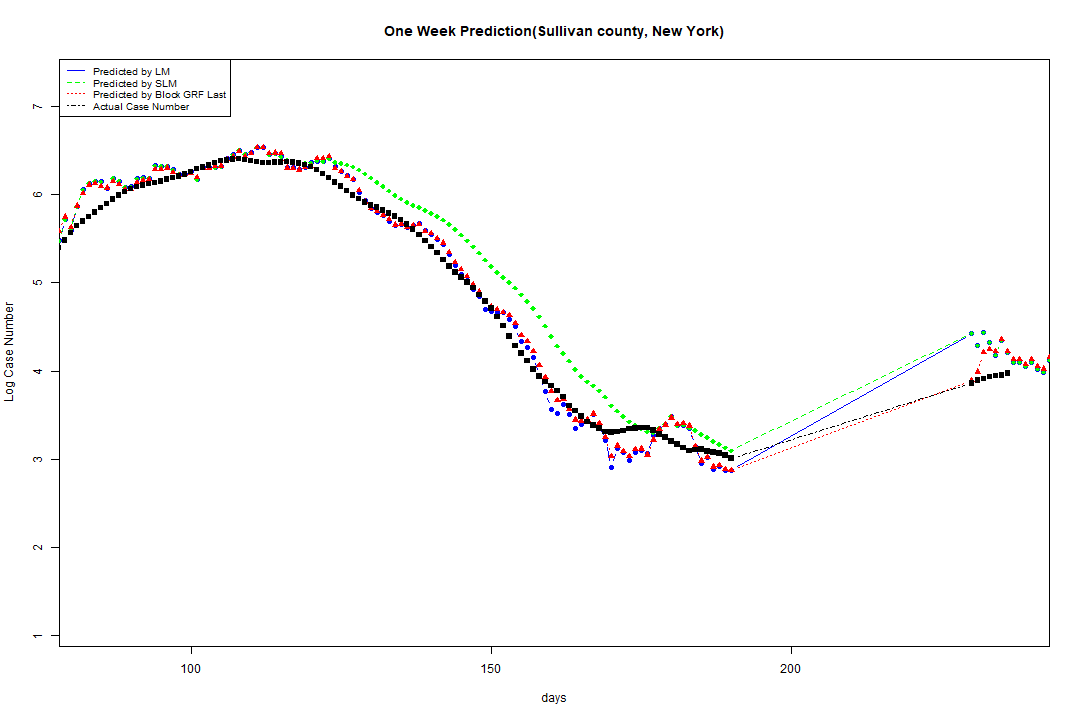 One Week Prediction(Sullivan county, New York)
Predicted by LM
Predicted by SLM
Predicted by Block GRF Last
Actual Case Number
7
6
5
4
3
2
1
Log Case Number
100 150 200
days